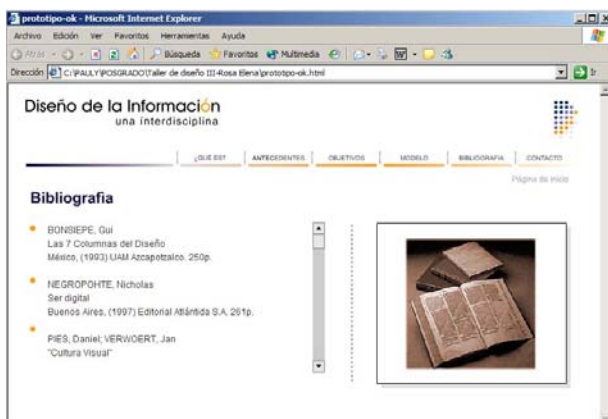 prototipo-ok - Microsoft Internet Explorer
Archivo Edición Ver Favoritos Herramientas Ayuda
Atrás Búsqueda Favoritos Multimedia
Dirección C:\PAULY\POSGRADO\Taller de diseño III-Rosa Elena\prototipo-ok.html Ir
Diseño de la Información
una interdisciplina
¿QUÉ ES? ANTECEDENTES OBJETIVOS MODELO BIBLIOGRAFIA CONTACTO
Página de inicio
Bibliografia
BONSIEPE, Gui
Las 7 Columnas del Diseño
México, (1993) UAM Azcapotzalco. 250p.
NEGROPOHTE, Nicholas
Ser digital
Buenos Aires, (1997) Editorial Atlántida S.A. 261p.
PIES, Daniel; VERWOERT, Jan
"Cultura Visual"